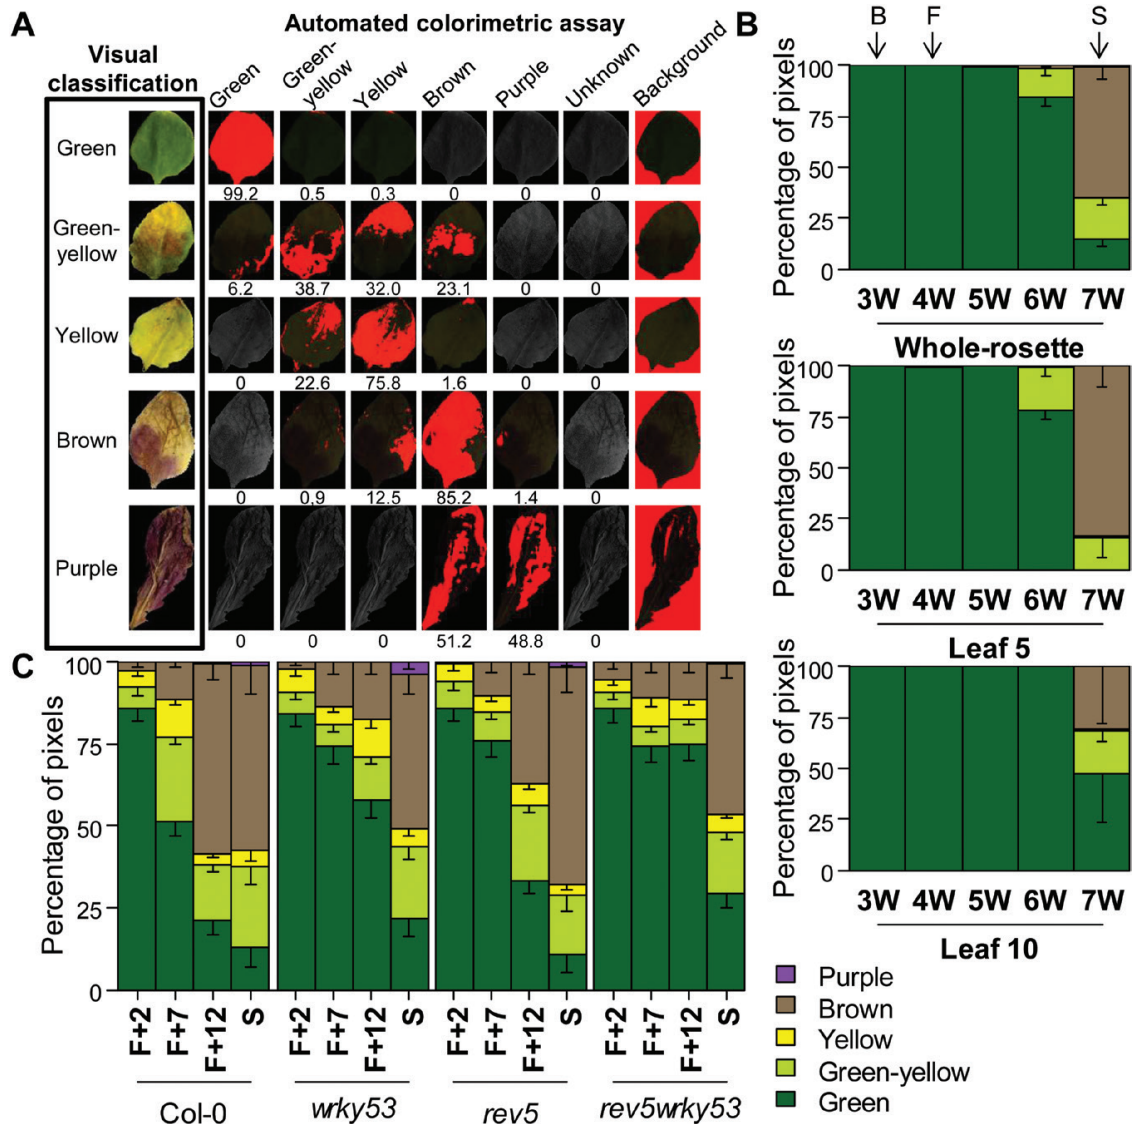 A
Automated colorimetric assay
Visual
classification
Green
Green-
yellow
Yellow
Brown
Purple
Unknown
Background
Green
99.2 0.5 0.3 0 0 0
Green-
yellow
6.2 38.7 32.0 23.1 0 0
Yellow
0 22.6 75.8 1.6 0 0
Brown
0 0,9 12.5 85.2 1.4 0
Purple
0 0 0 51.2 48.8 0
B
B F S
Percentage of pixels
100
75
50
25
0
3W 4W 5W 6W 7W
Whole-rosette
Percentage of pixels
100
75
50
25
0
3W 4W 5W 6W 7W
Leaf 5
Percentage of pixels
100
75
50
25
0
3W 4W 5W 6W 7W
Leaf 10
C
Percentage of pixels
100
75
50
25
0
F+2 F+7 F+12 S F+2 F+7 F+12 S F+2 F+7 F+12 S F+2 F+7 F+12 S
Col-0 wrky53 rev5 rev5wrky53
Purple
Brown
Yellow
Green-yellow
Green